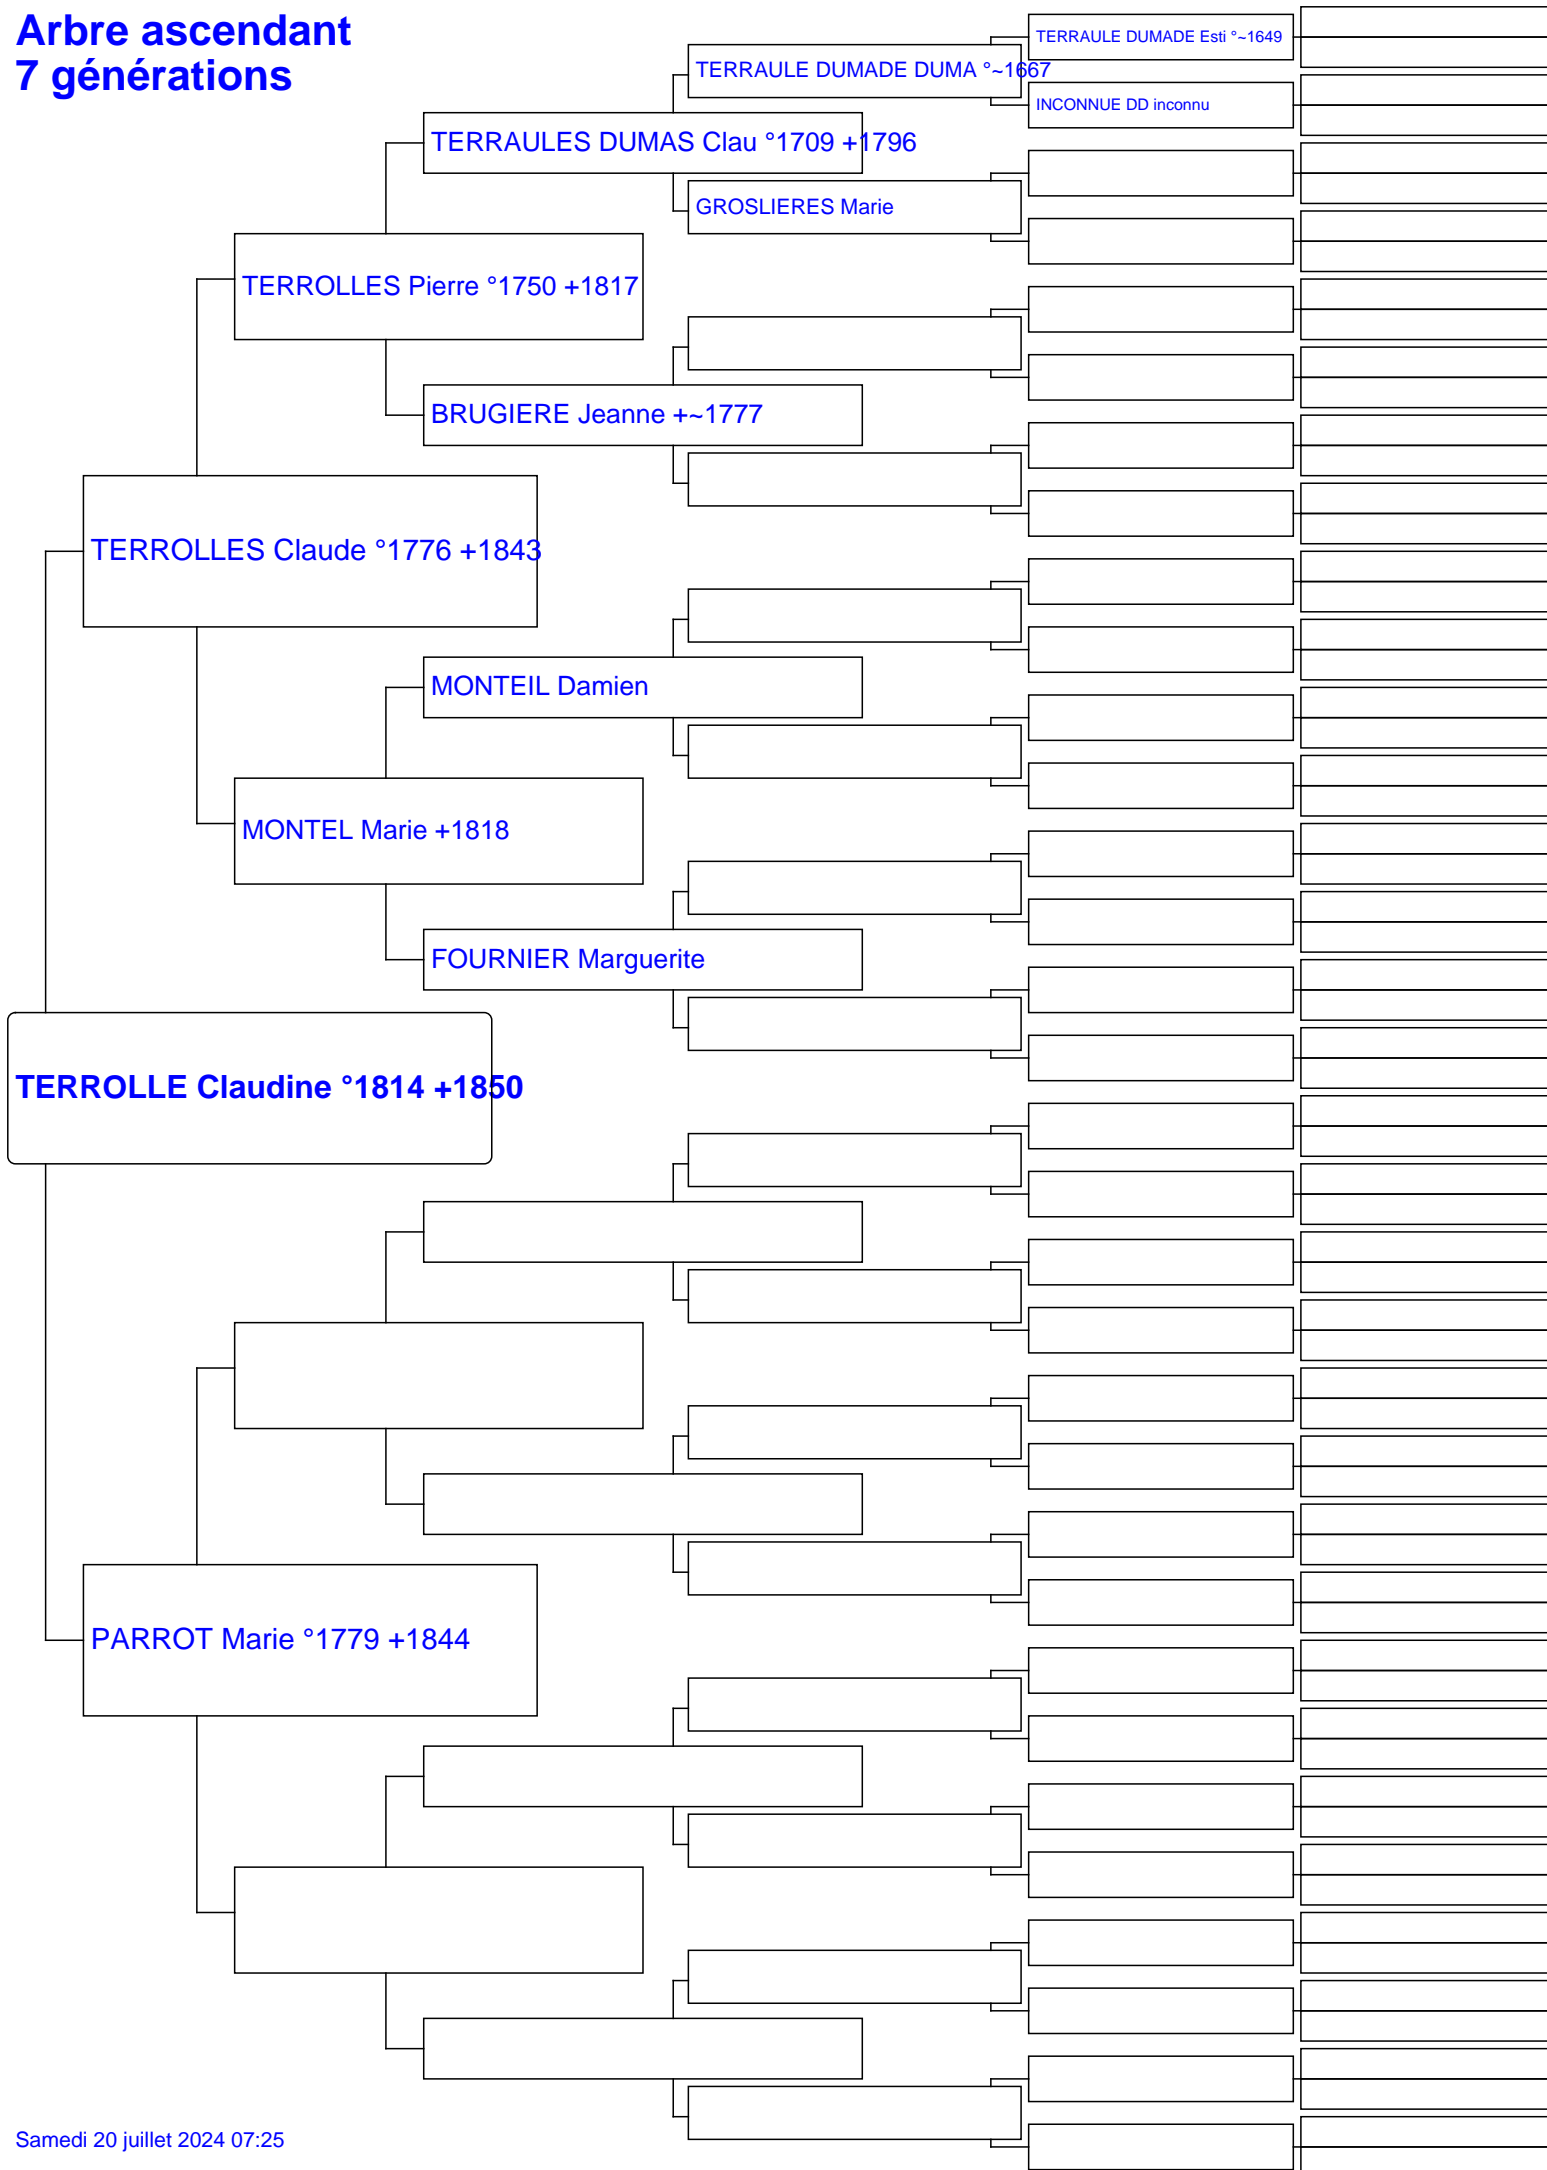 Arbre ascendant
7 générations
TERRAULE DUMADE Esti °~1649
TERRAULE DUMADE DUMA °~1667
INCONNUE DD inconnu
TERRAULES DUMAS Clau °1709 +1796
GROSLIERES Marie
TERROLLES Pierre °1750 +1817
BRUGIERE Jeanne +~1777
TERROLLES Claude °1776 +1843
MONTEIL Damien
MONTEL Marie +1818
FOURNIER Marguerite
TERROLLE Claudine °1814 +1850
PARROT Marie °1779 +1844
Samedi 20 juillet 2024 07:25